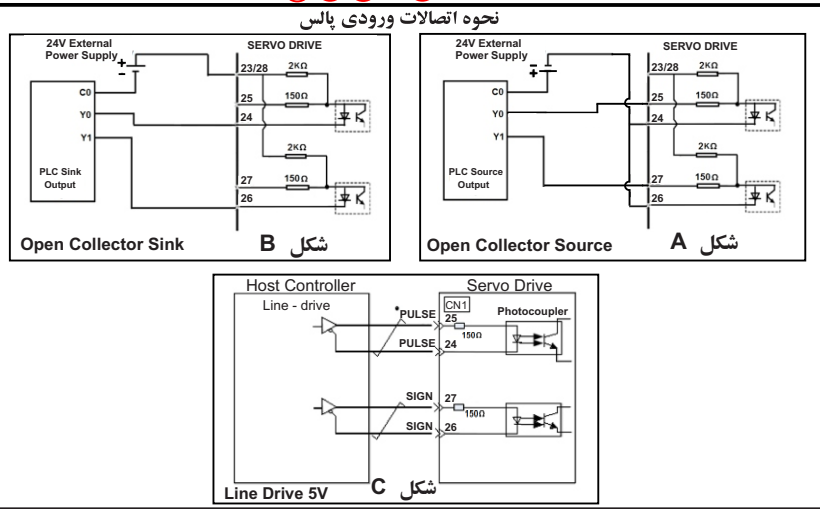 نحوه اتصالات ورودی پالس
24V External
Power Supply
SERVO DRIVE
+
-
23/28
2KΩ
C0
25
150Ω
Y0
24
Y1
2KΩ
PLC Sink
Output
27
150Ω
26
Open Collector Sink
شکل B
24V External
Power Supply
SERVO DRIVE
-
+
23/28
2KΩ
C0
25
150Ω
Y0
24
Y1
2KΩ
PLC Source
Output
27
150Ω
26
Open Collector Source
شکل A
Host Controller
Servo Drive
Line - drive
CN1
Photocoupler
*PULSE
25
150Ω
PULSE
24
SIGN
27
150Ω
SIGN
26
Line Drive 5V
شکل C